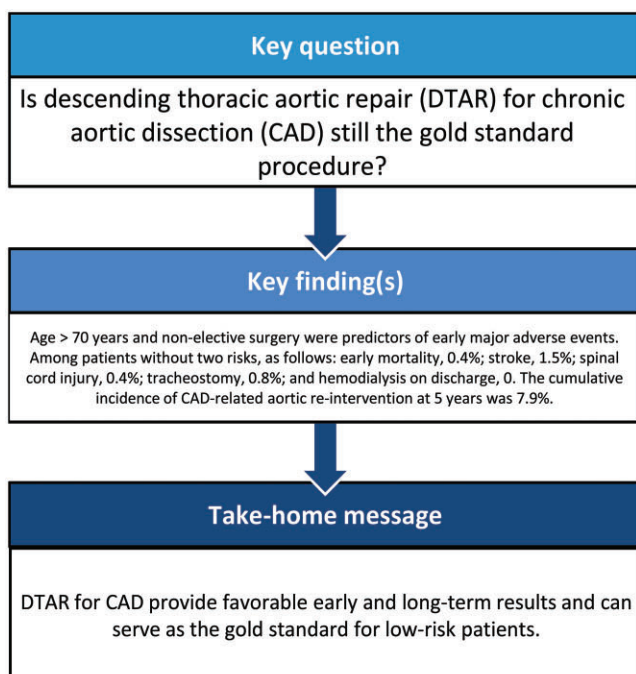 Key question
Is descending thoracic aortic repair (DTAR) for chronic
aortic dissection (CAD) still the gold standard
procedure?
Key finding(s)
Age > 70 years and non-elective surgery were predictors of early major adverse events.
Among patients without two risks, as follows: early mortality, 0.4%; stroke, 1.5%; spinal
cord injury, 0.4%; tracheostomy, 0.8%; and hemodialysis on discharge, 0. The cumulative
incidence of CAD-related aortic re-intervention at 5 years was 7.9%.
Take-home message
DTAR for CAD provide favorable early and long-term results and can
serve as the gold standard for low-risk patients.